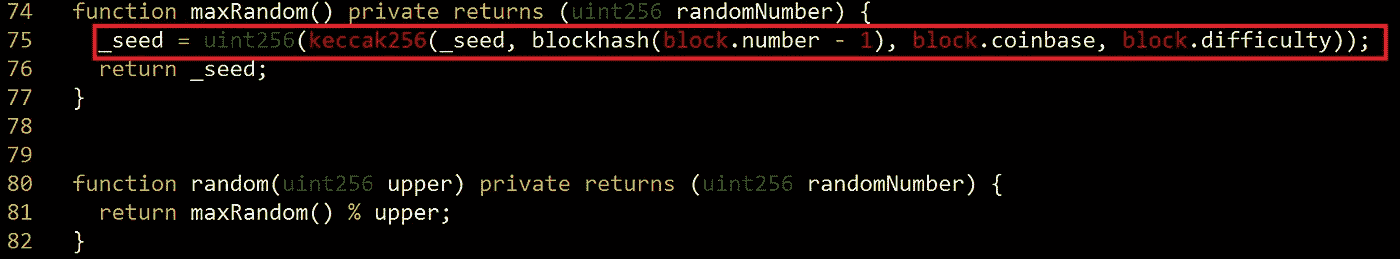 74 function maxRandom() private returns (uint256 randomNumber) {
75 _seed = uint256(keccak256(_seed, blockhash(block.number - 1), block.coinbase, block.difficulty));
76 return _seed;
77 }
78
79
80 function random(uint256 upper) private returns (uint256 randomNumber) {
81 return maxRandom() % upper;
82 }